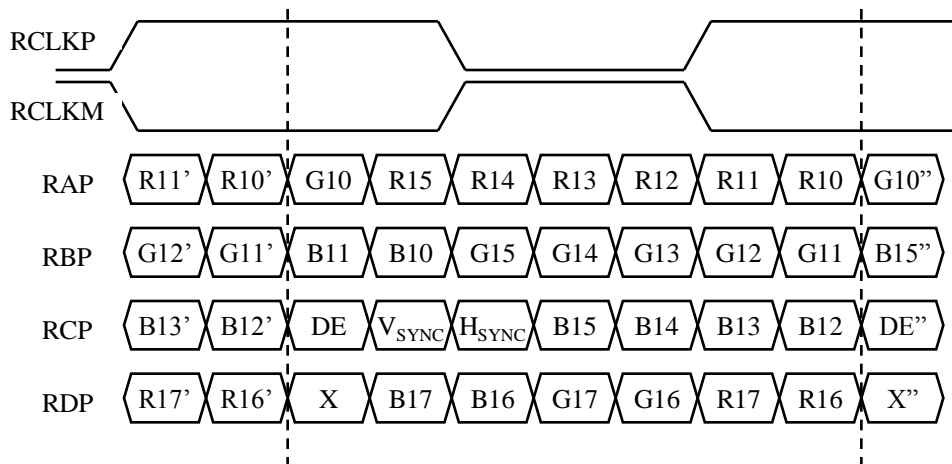 RCLKP
RCLKM
RAP R11’ R10’ G10 R15 R14 R13 R12 R11 R10 G10”
RBP G12’ G11’ B11 B10 G15 G14 G13 G12 G11 B15”
RCP B13’ B12’ DE VSYNC HSYNC B15 B14 B13 B12 DE”
RDP R17’ R16’ X B17 B16 G17 G16 R17 R16 X”